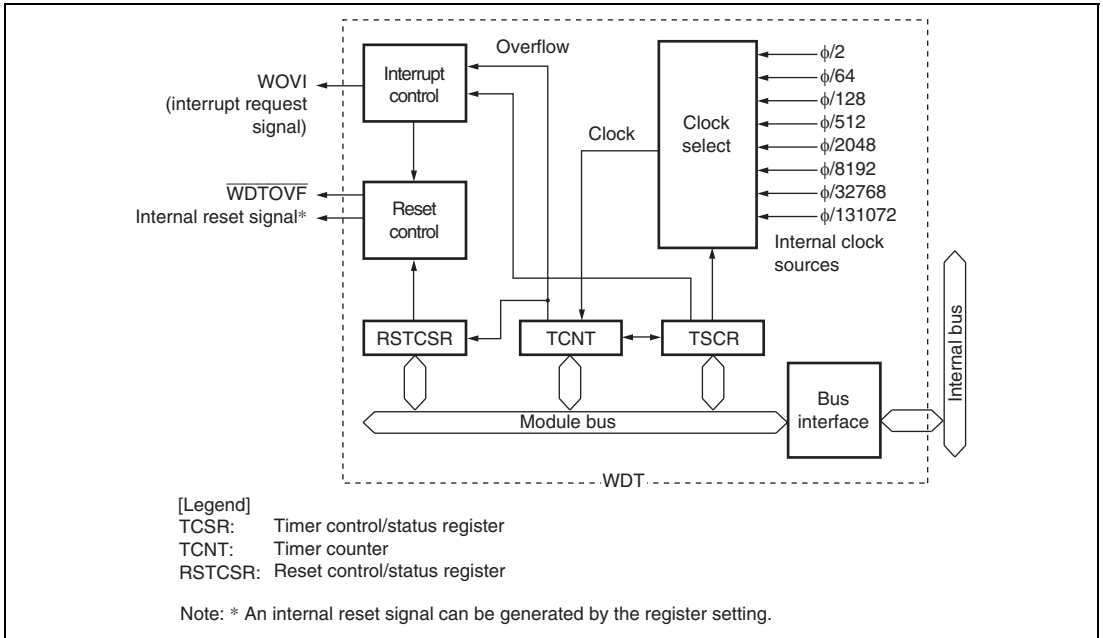 Overflow
Interrupt
control
WOVI
(interrupt request
signal)
WDTOVF
Internal reset signal*
Reset
control
Clock
Clock
select
ϕ/2
ϕ/64
ϕ/128
ϕ/512
ϕ/2048
ϕ/8192
ϕ/32768
ϕ/131072
Internal clock
sources
RSTCSR
TCNT
TSCR
Module bus
Bus
interface
Internal bus
WDT
[Legend]
TCSR: Timer control/status register
TCNT: Timer counter
RSTCSR: Reset control/status register
Note: * An internal reset signal can be generated by the register setting.